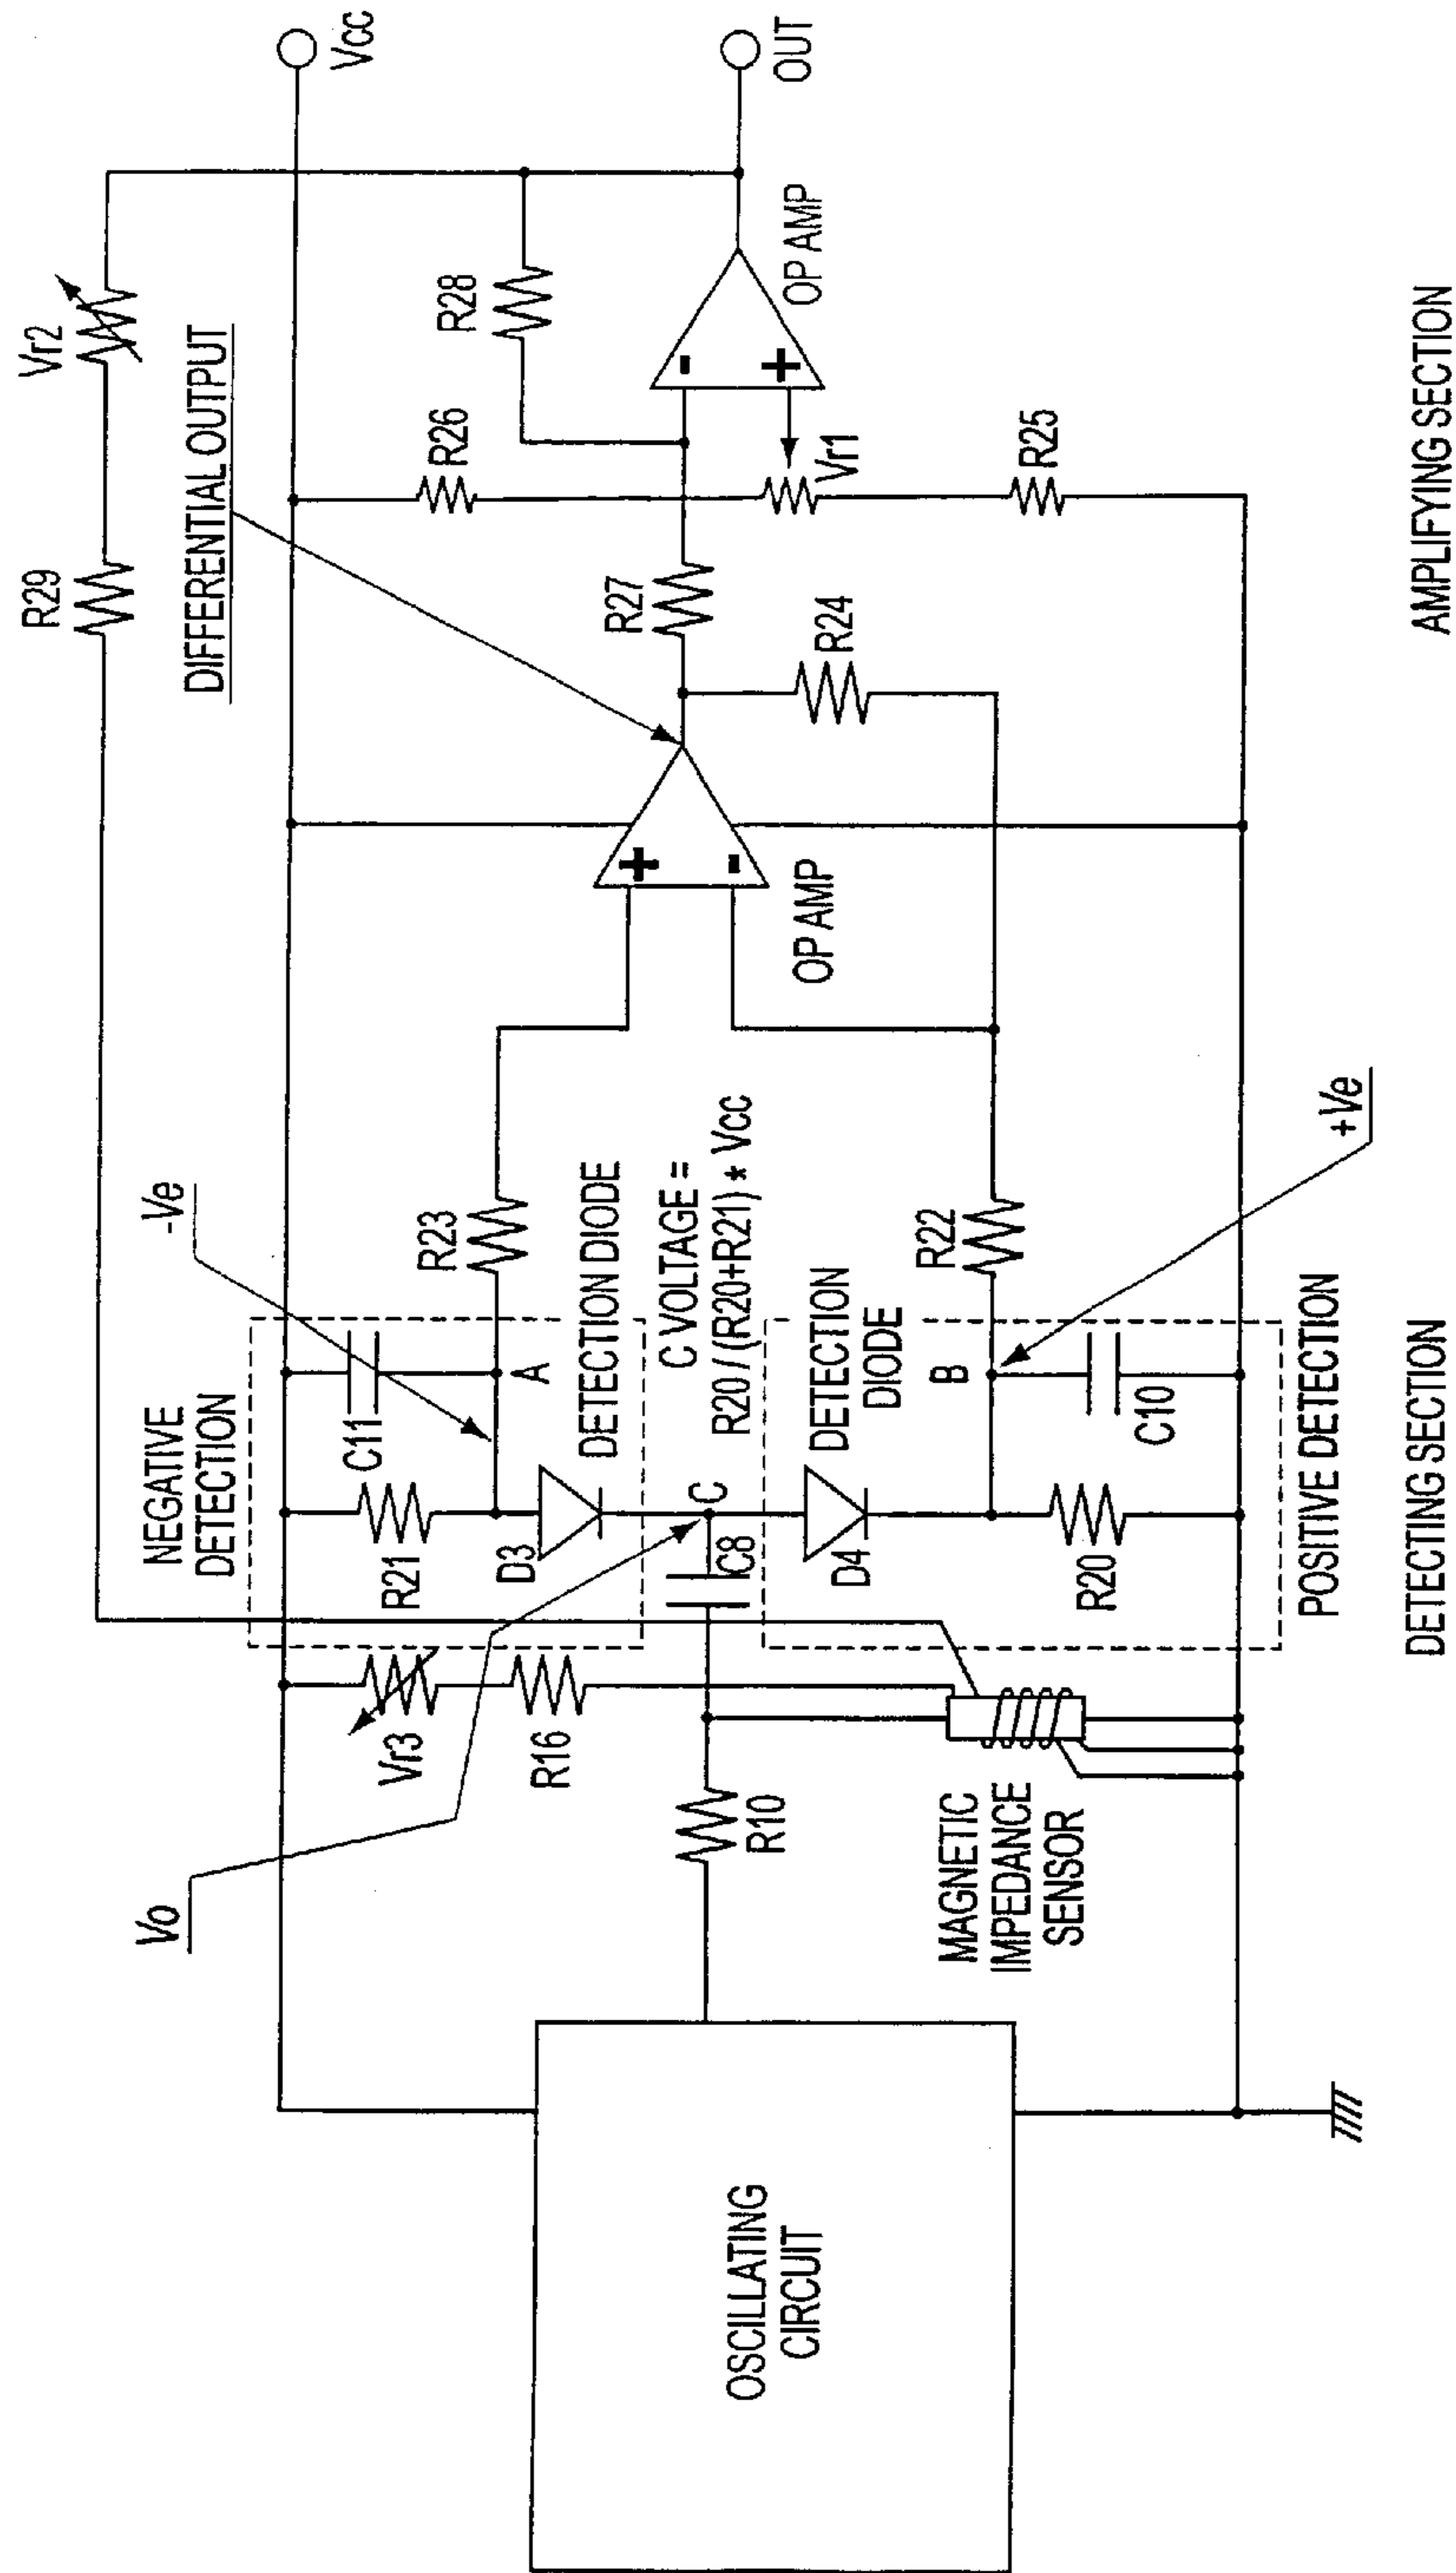 Vcc
OUT
Vr2
R29
DIFFERENTIAL OUTPUT
R28
R26
OP AMP
Vr1
R25
R27
R24
OP AMP
-Ve
R23
+Ve
R22
C VOLTAGE =
R20 / (R20+R21) * Vcc
NEGATIVE
DETECTION
C11
A
R21
D3
DETECTION DIODE
C
C8
DETECTION
DIODE
B
D4
C10
R20
POSITIVE DETECTION
Vr3
R16
Vo
R10
MAGNETIC
IMPEDANCE
SENSOR
OSCILLATING
CIRCUIT
DETECTING SECTION
AMPLIFYING SECTION
+
-
-
+